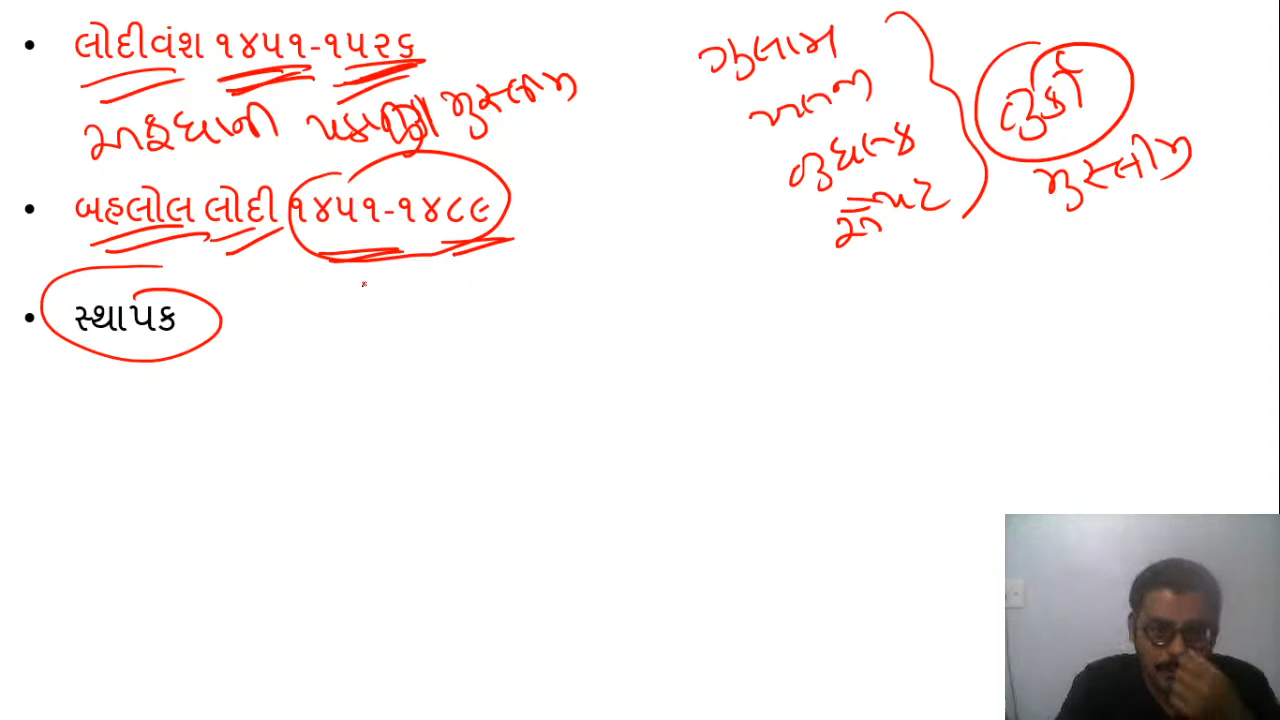 • લોદીવંશ ૧૪૫૧-૧૫૨૬
અફઘાની મુસ્લીમ
• બહલોલ લોદી ૧૪૫૧-૧૪૮૯
• સ્થાપક
ગુલામ
ખલજી
તુઘલક
સૈયદ
તુર્કી
મુસ્લીમ